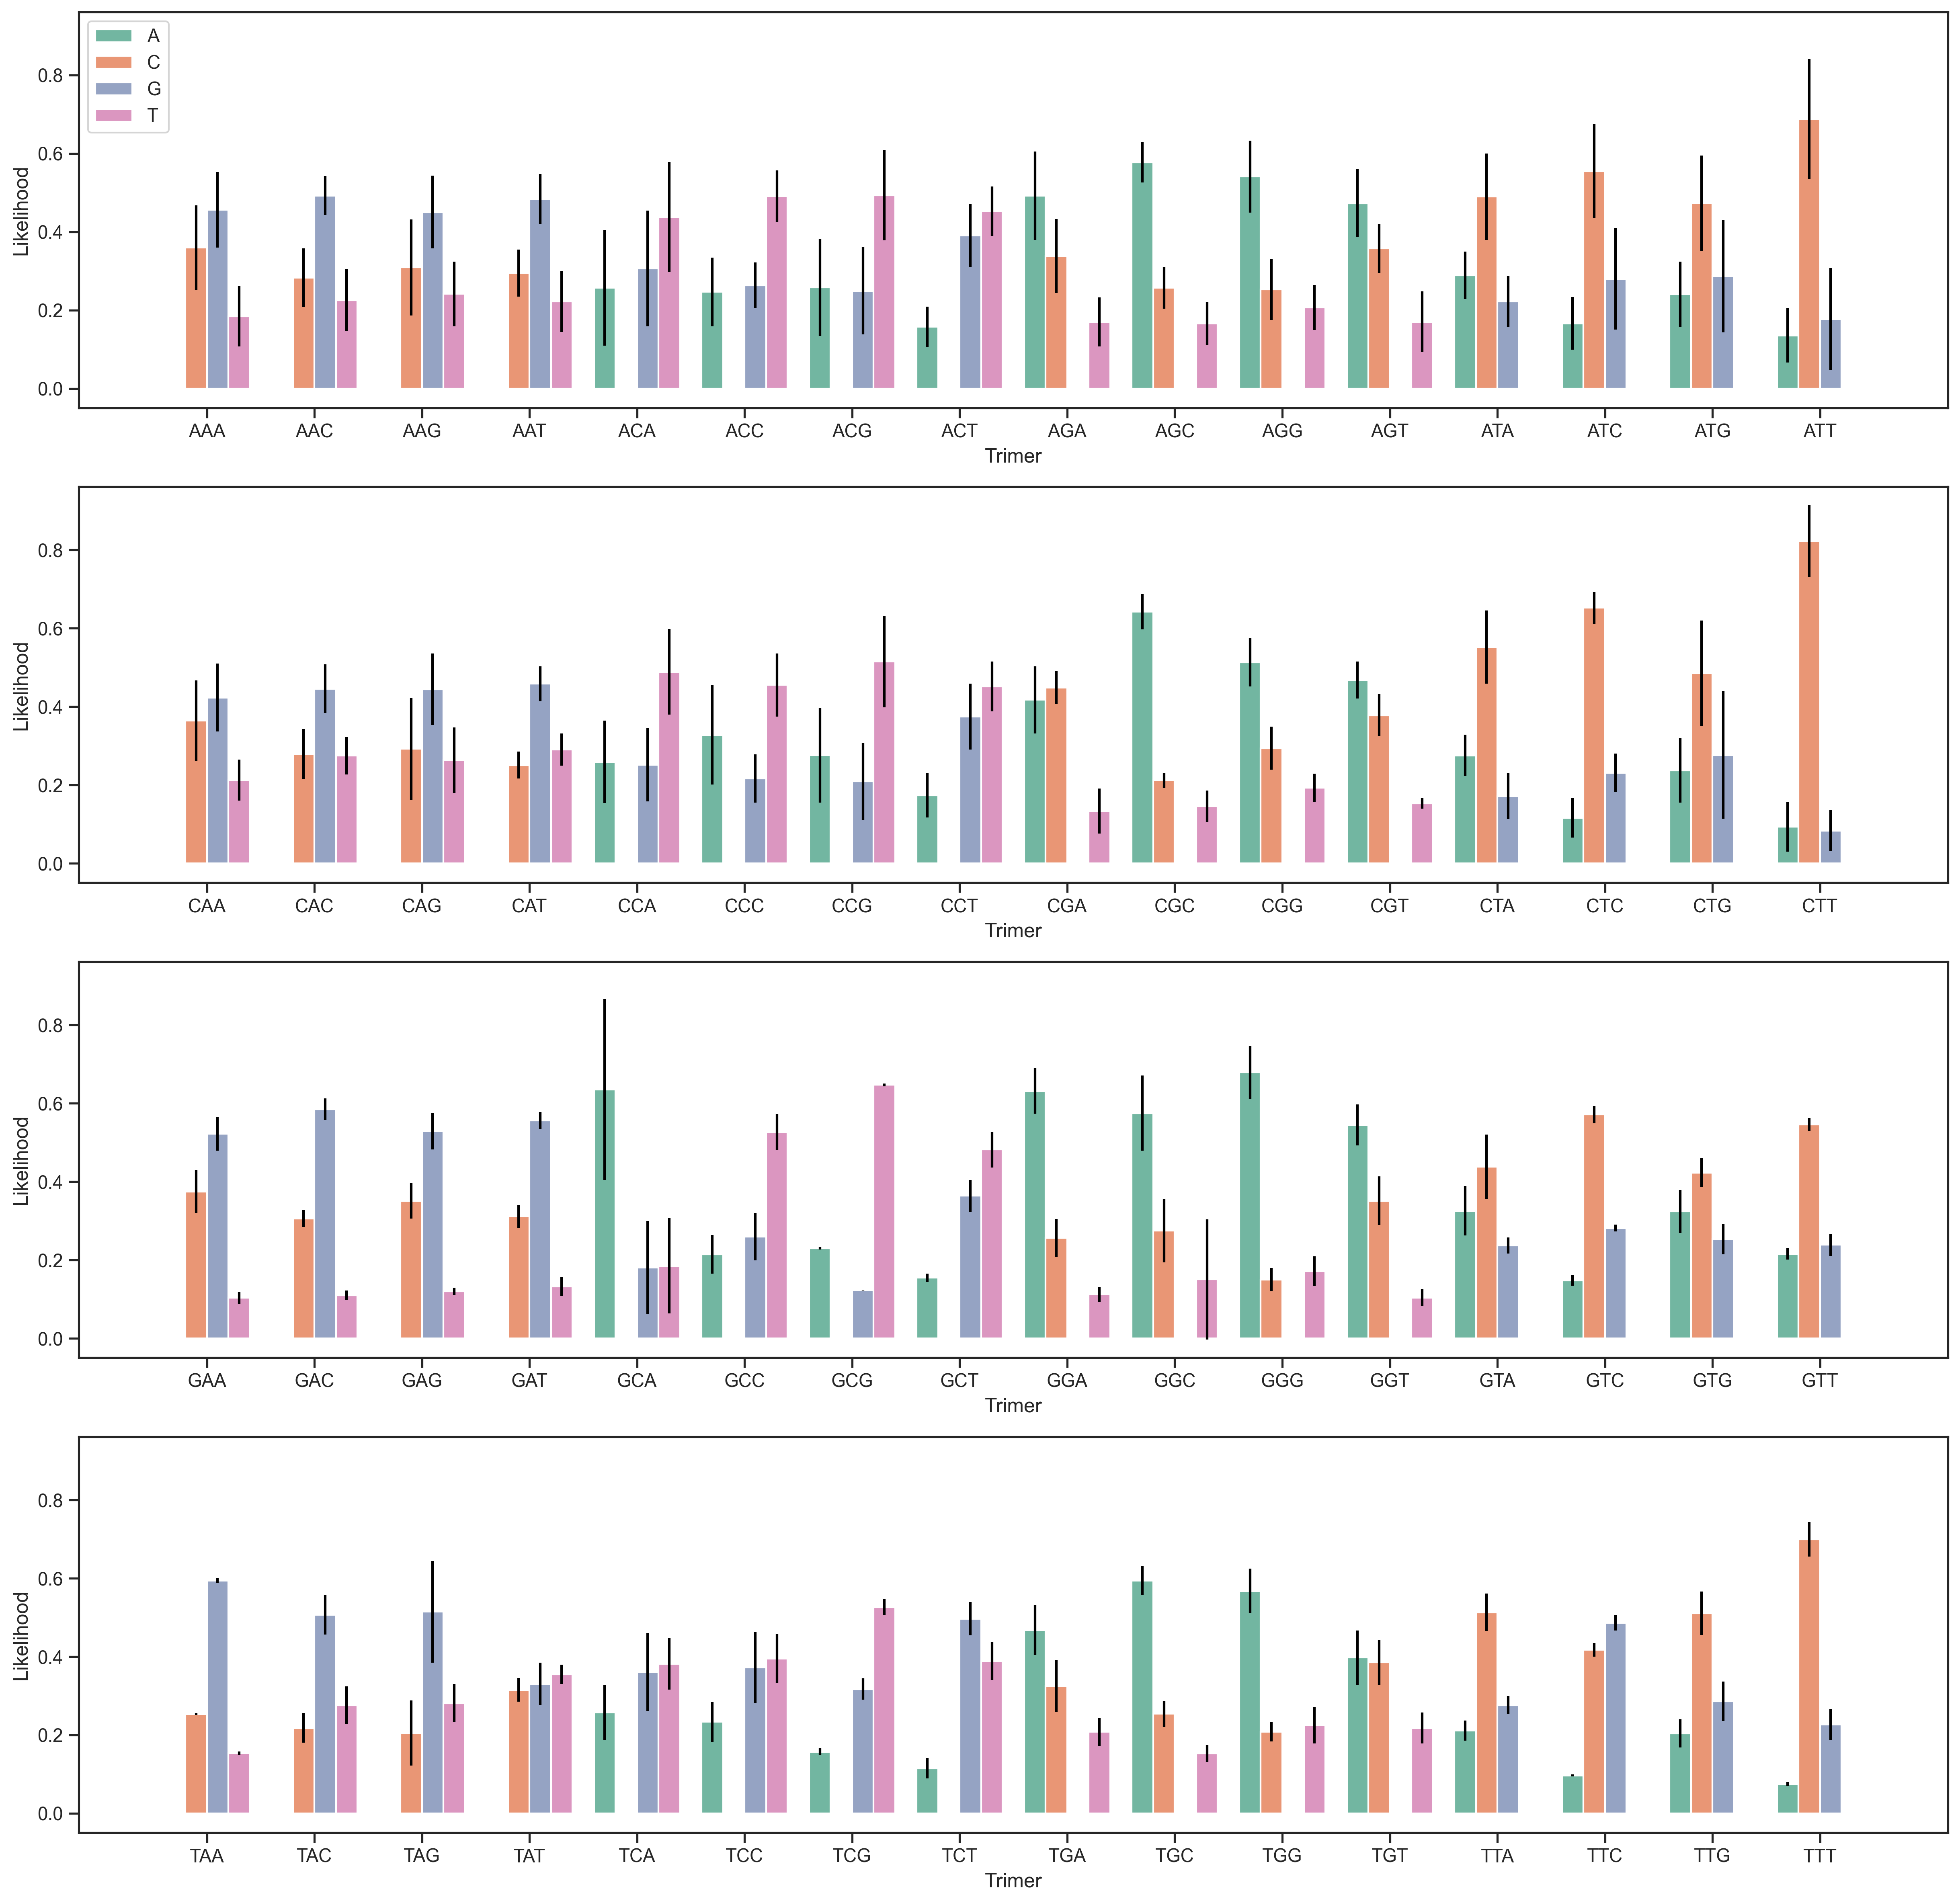 A
C
G
T
0.8
0.6
0.4
0.2
0.0
Likelihood
AAA AAC AAG AAT ACA ACC ACG ACT AGA AGC AGG AGT ATA ATC ATG ATT
Trimer
0.8
0.6
0.4
0.2
0.0
Likelihood
CAA CAC CAG CAT CCA CCC CCG CCT CGA CGC CGG CGT CTA CTC CTG CTT
Trimer
0.8
0.6
0.4
0.2
0.0
Likelihood
GAA GAC GAG GAT GCA GCC GCG GCT GGA GGC GGG GGT GTA GTC GTG GTT
Trimer
0.8
0.6
0.4
0.2
0.0
Likelihood
TAA TAC TAG TAT TCA TCC TCG TCT TGA TGC TGG TGT TTA TTC TTG TTT
Trimer